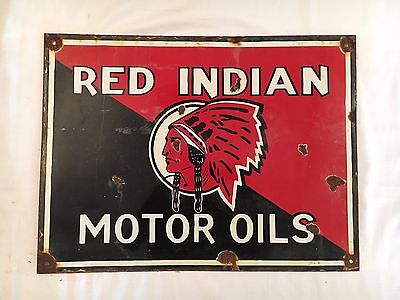 RED INDIAN
MOTOR OILS